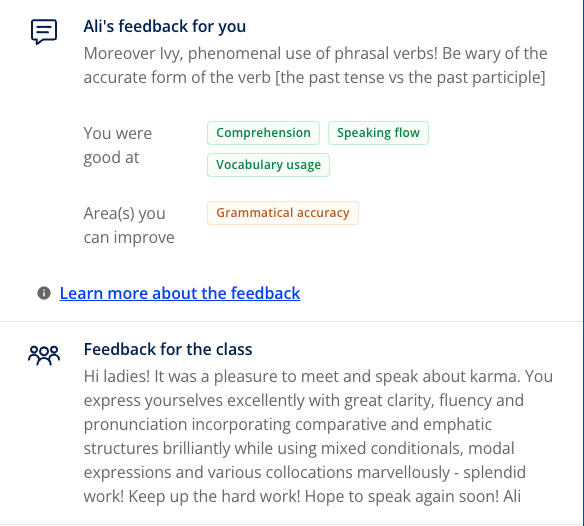 Ali's feedback for you
Moreover Ivy, phenomenal use of phrasal verbs! Be wary of the
accurate form of the verb [the past tense vs the past participle]
You were
good at
Comprehension
Speaking flow
Vocabulary usage
Area(s) you
can improve
Grammatical accuracy
Learn more about the feedback
Feedback for the class
Hi ladies! It was a pleasure to meet and speak about karma. You
express yourselves excellently with great clarity, fluency and
pronunciation incorporating comparative and emphatic
structures brilliantly while using mixed conditionals, modal
expressions and various collocations marvellously - splendid
work! Keep up the hard work! Hope to speak again soon! Ali